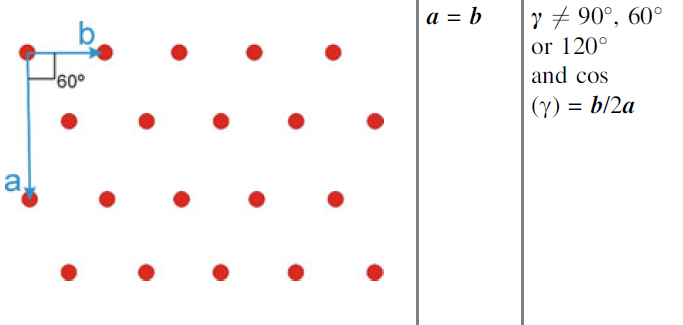 b
60°
a
a = b
γ ≠ 90°, 60°
or 120°
and cos
(γ) = b/2a